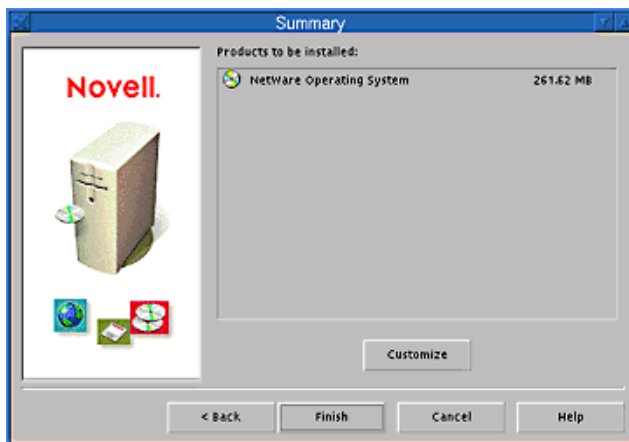 Summary
Novell.
Products to be installed:
NetWare Operating System 261.62 MB
Customize
< Back Finish Cancel Help